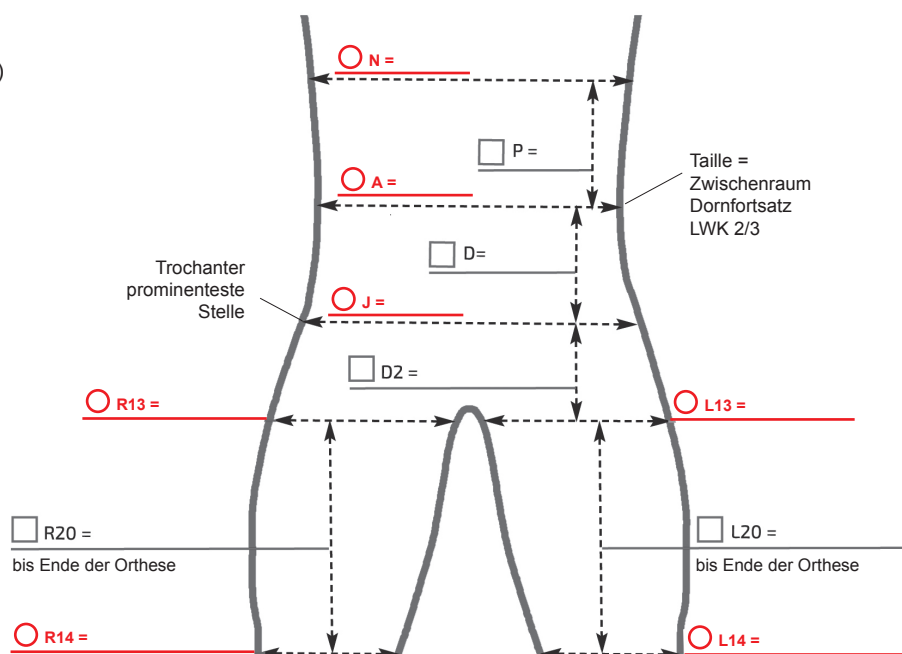 )
N =
P =
A =
Taille =
Zwischenraum
Dornfortsatz
LWK 2/3
D=
Trochanter
prominenteste
Stelle
J =
D2 =
R13 =
L13 =
R20 =
bis Ende der Orthese
L20 =
bis Ende der Orthese
R14 =
L14 =